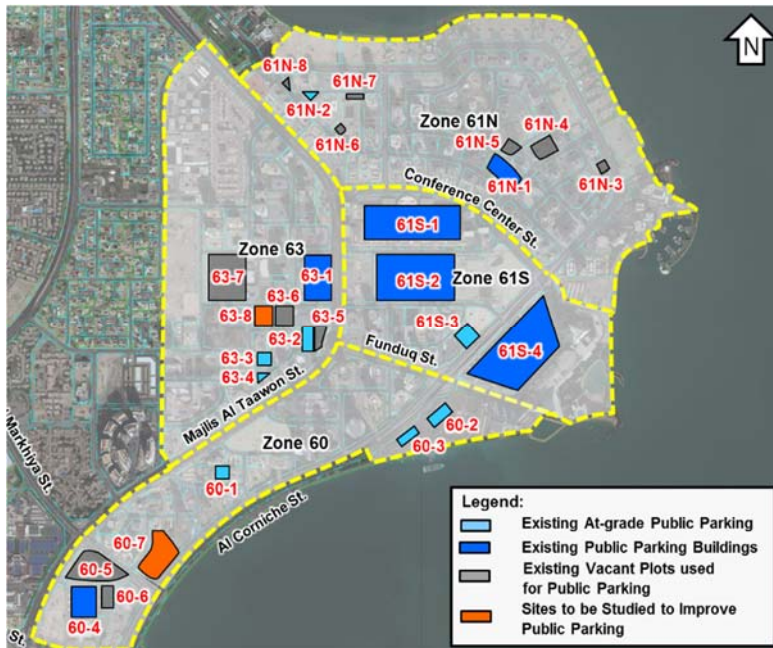 N
61N-8
61N-7
61N-2
61N-6
Zone 61N
61N-4
61N-5
61N-1
61N-3
Conference Center St.
61S-1
Zone 63
63-7
63-1
61S-2
Zone 61S
63-6
63-8
63-5
63-2
61S-3
Funduq St.
61S-4
63-3
63-4
Majlis Al Taawon St.
Zone 60
60-2
60-3
Markhiya St.
60-1
Al Corniche St.
60-7
60-5
60-6
60-4
St.
Legend:
Existing At-grade Public Parking
Existing Public Parking Buildings
Existing Vacant Plots used
for Public Parking
Sites to be Studied to Improve
Public Parking